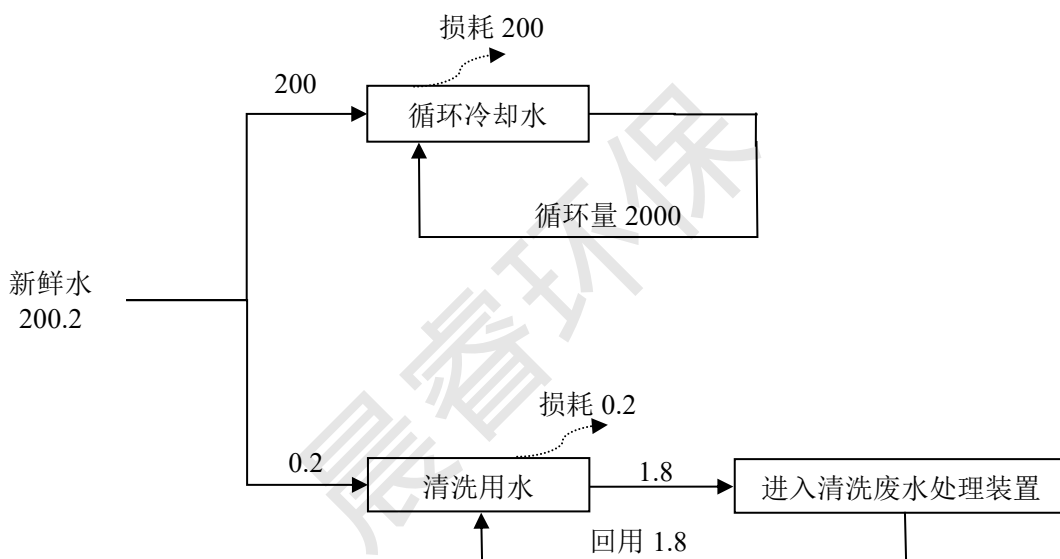 损耗 200
200
循环冷却水
循环量 2000
新鲜水
200.2
损耗 0.2
0.2
清洗用水
1.8
进入清洗废水处理装置
回用 1.8
晨睿环保